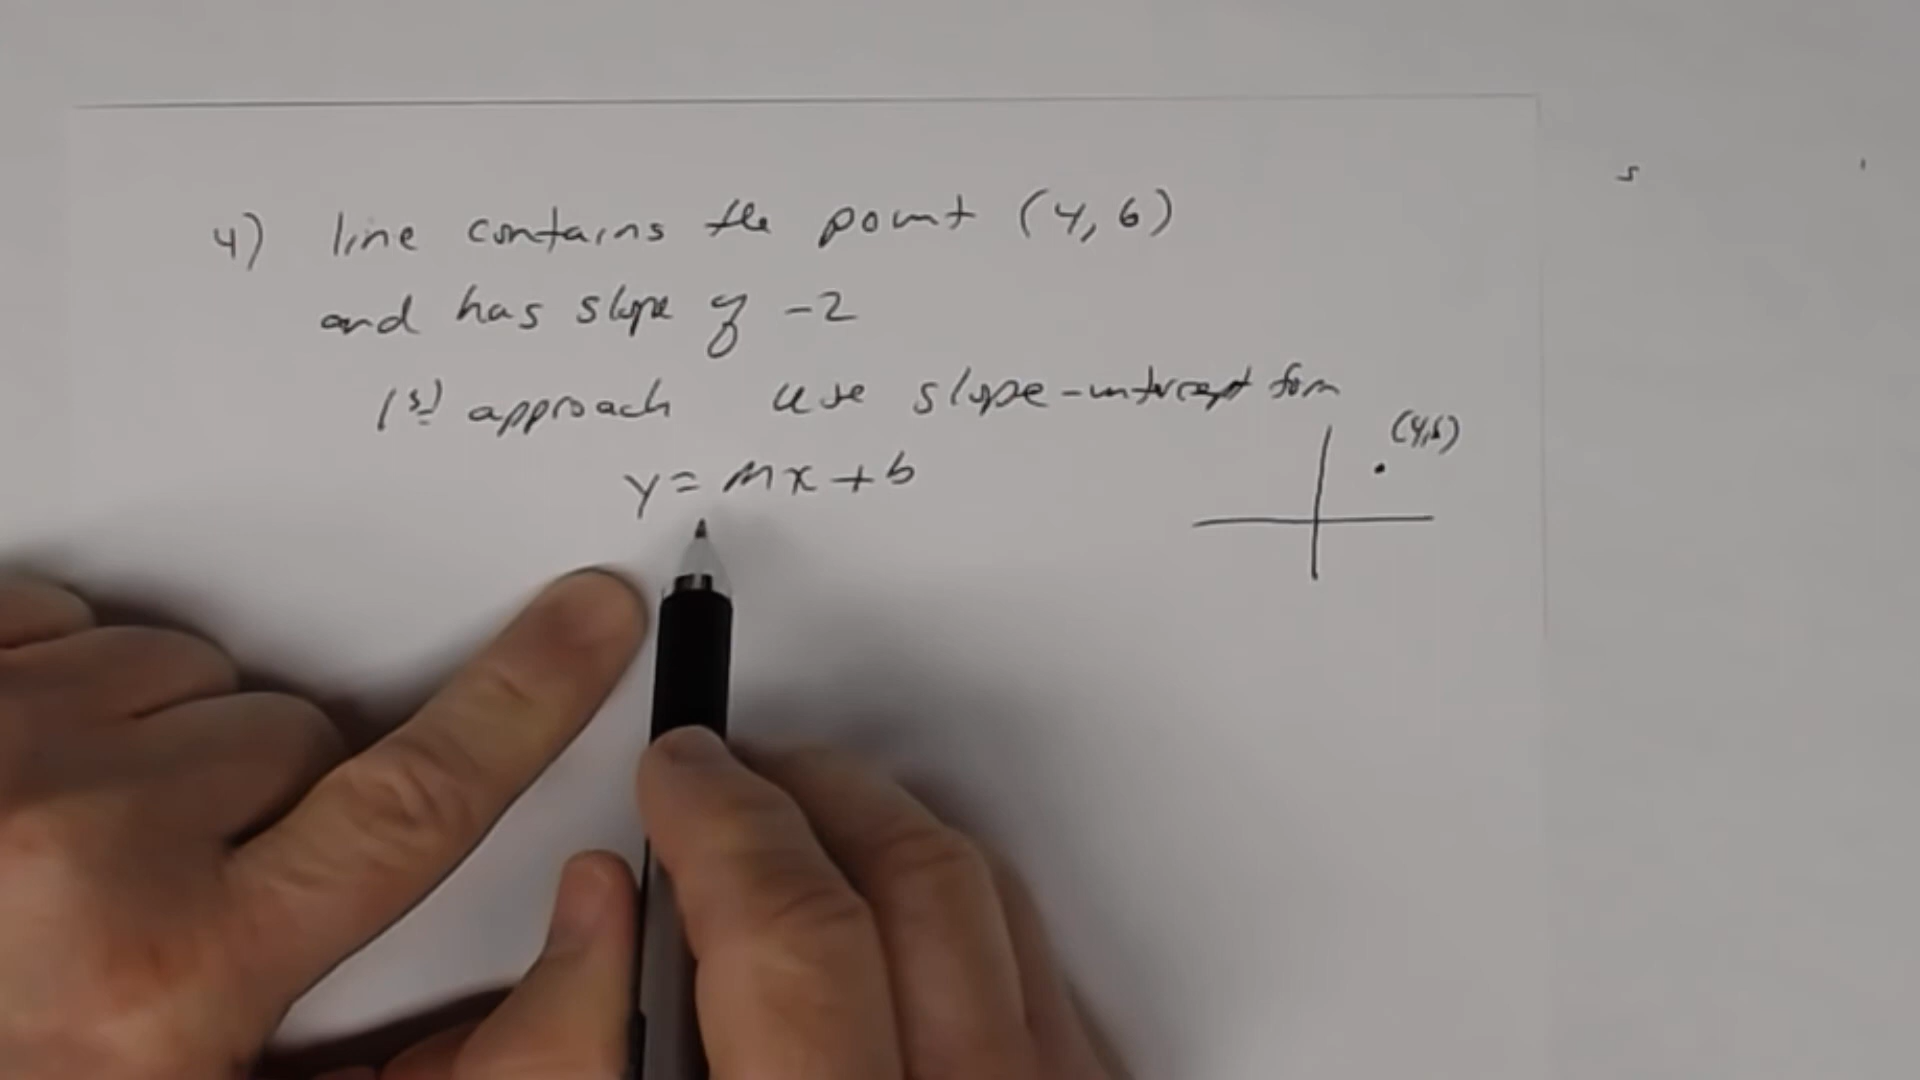 4) line contains the point (4, 6)
and has slope of -2
1st approach use slope-intercept form
y = mx + b
(4,6)